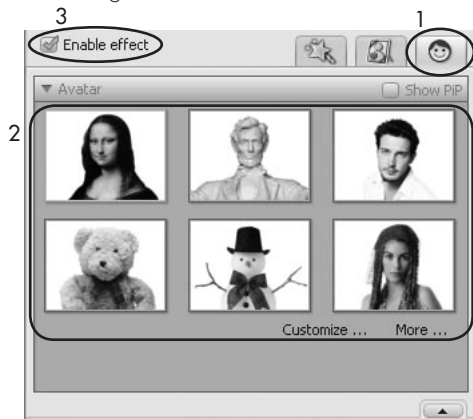 3
1
Enable effect
Avatar
Show PiP
2
Customize ...
More ...